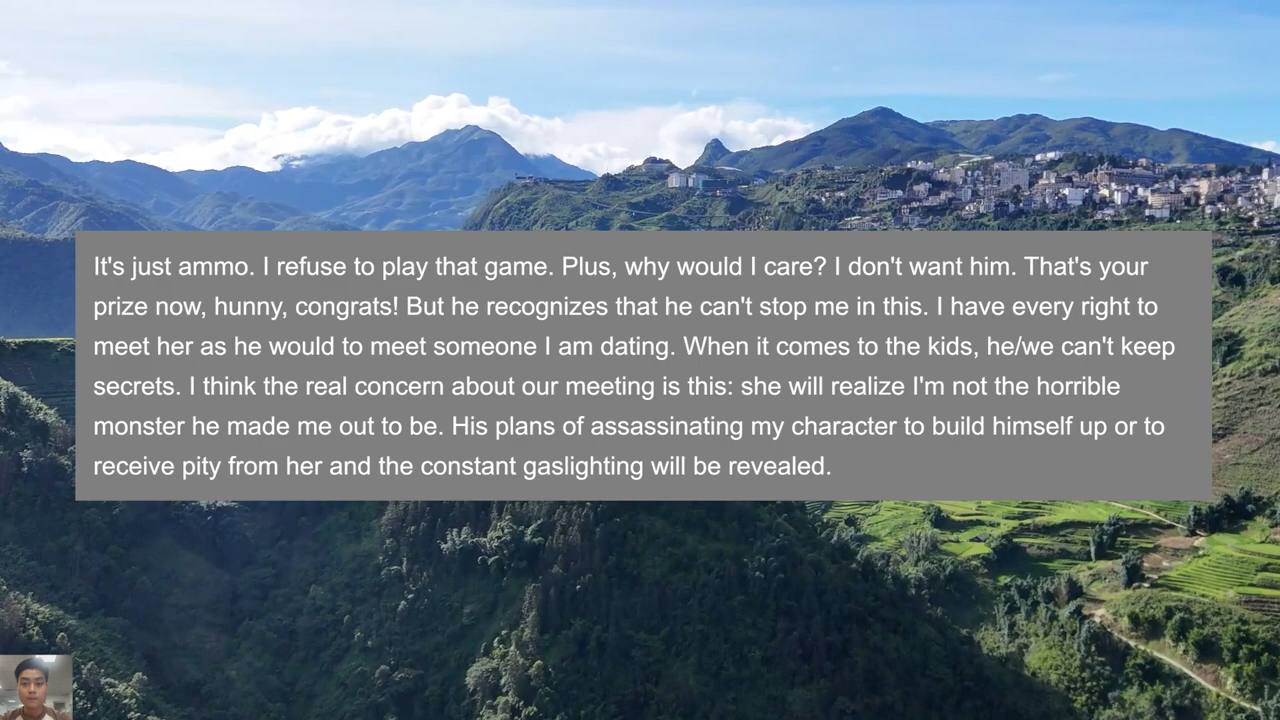 It's just ammo. I refuse to play that game. Plus, why would I care? I don't want him. That's your
prize now, hunny, congrats! But he recognizes that he can't stop me in this. I have every right to
meet her as he would to meet someone I am dating. When it comes to the kids, he/we can't keep
secrets. I think the real concern about our meeting is this: she will realize I'm not the horrible
monster he made me out to be. His plans of assassinating my character to build himself up or to
receive pity from her and the constant gaslighting will be revealed.